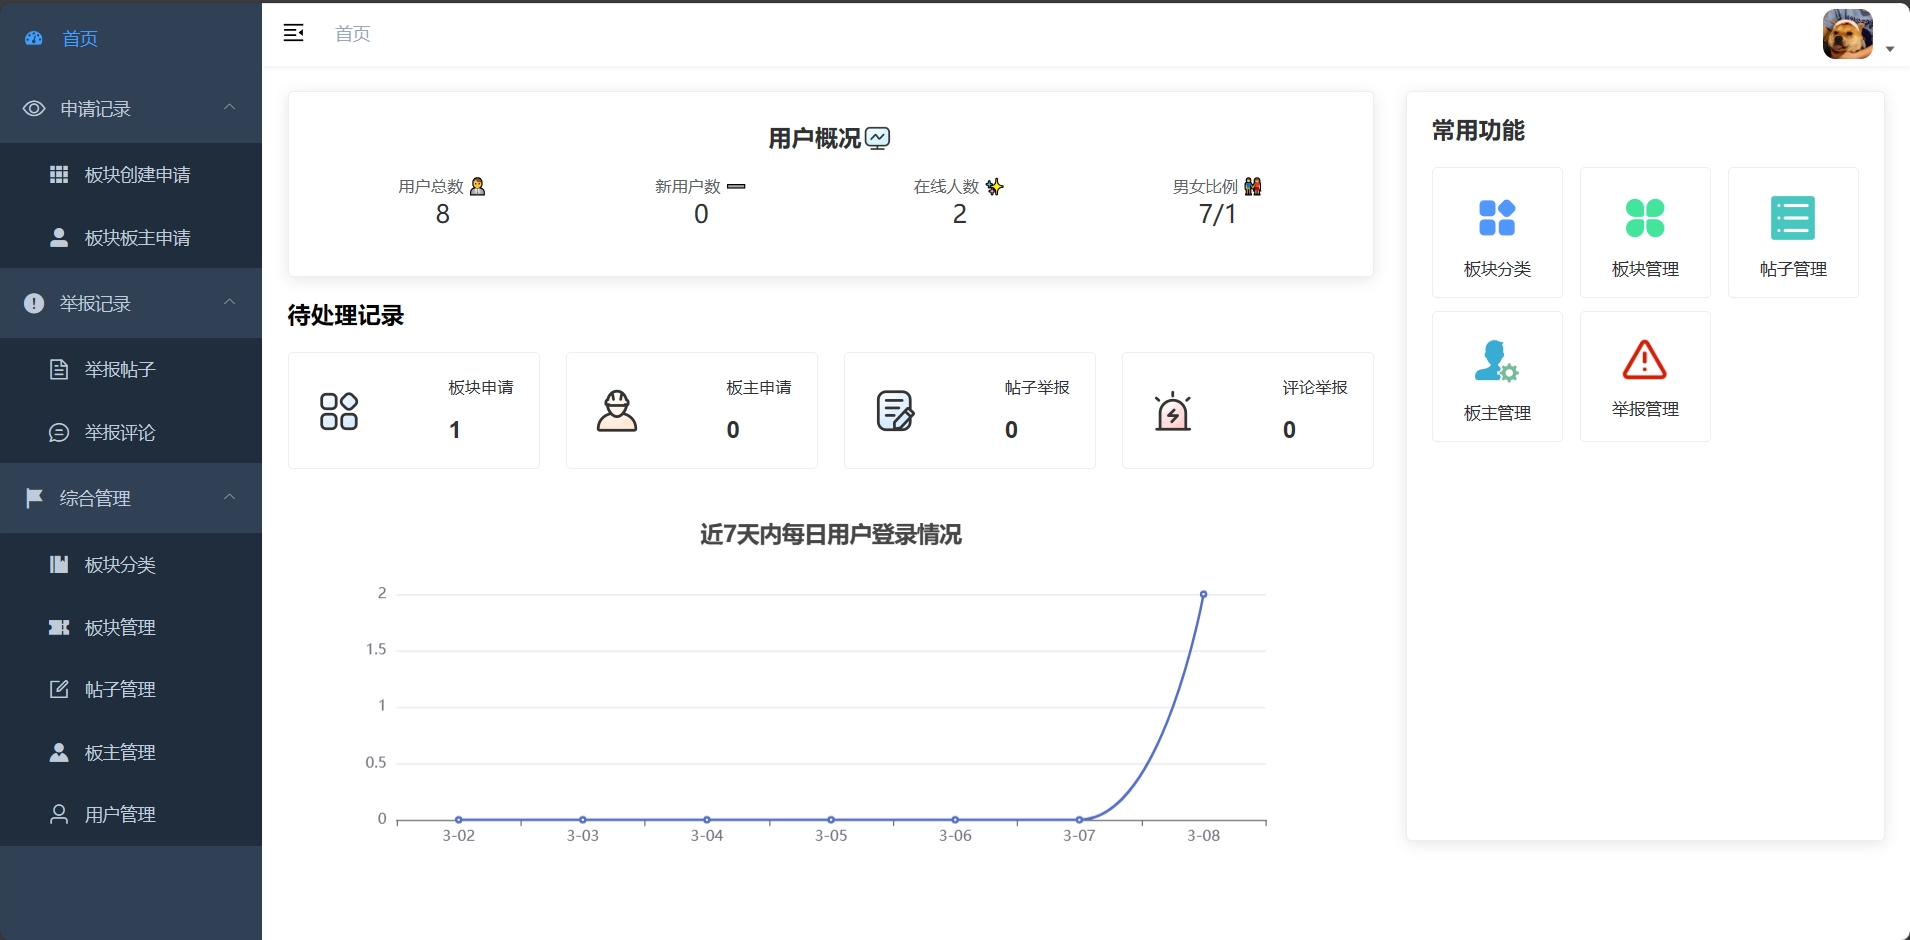 首页
申请记录
板块创建申请
板块板主申请
举报记录
举报帖子
举报评论
综合管理
板块分类
板块管理
帖子管理
板主管理
用户管理
首页
用户概况
用户总数
8
新用户数
0
在线人数
2
男女比例
7/1
待处理记录
板块申请
1
板主申请
0
帖子举报
0
评论举报
0
近7天内每日用户登录情况
2
1.5
1
0.5
0
3-02 3-03 3-04 3-05 3-06 3-07 3-08
常用功能
板块分类
板块管理
帖子管理
板主管理
举报管理